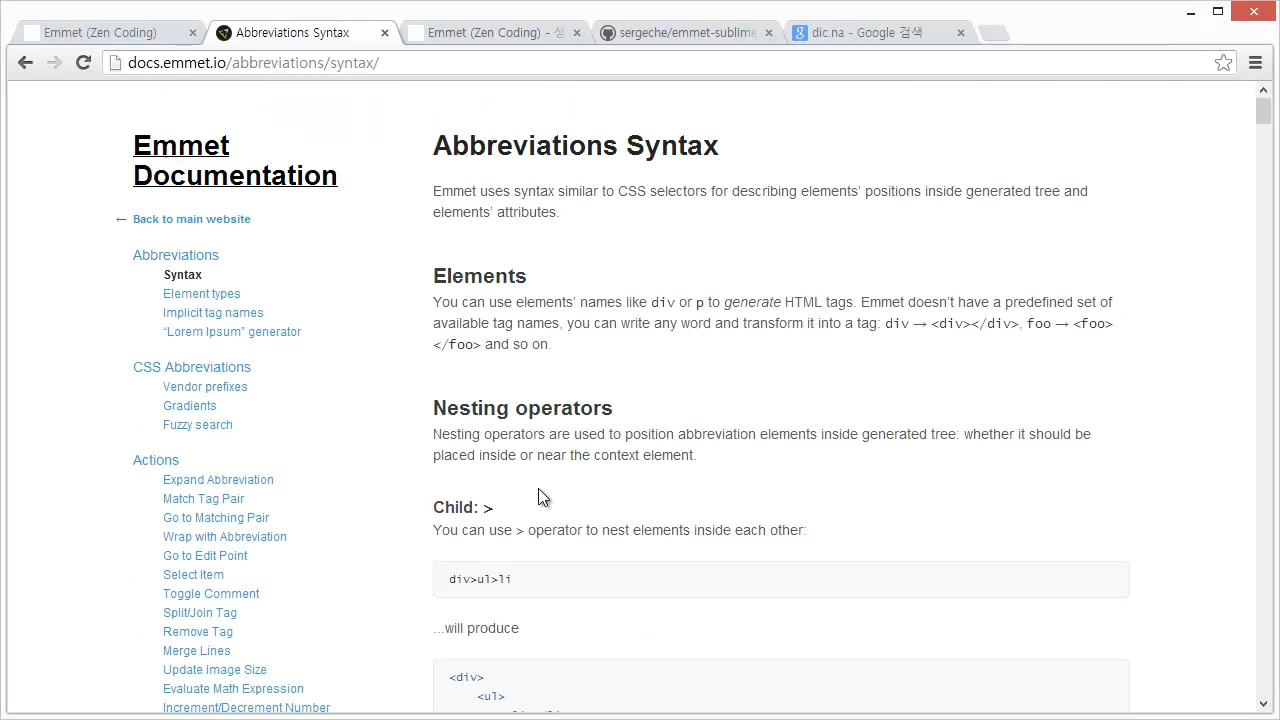 Emmet (Zen Coding)
Abbreviations Syntax
Emmet (Zen Coding) - 생
sergeche/emmet-sublime
dic.na - Google 검색
docs.emmet.io/abbreviations/syntax/
Emmet
Documentation
← Back to main website
Abbreviations
Syntax
Element types
Implicit tag names
“Lorem Ipsum” generator
CSS Abbreviations
Vendor prefixes
Gradients
Fuzzy search
Actions
Expand Abbreviation
Match Tag Pair
Go to Matching Pair
Wrap with Abbreviation
Go to Edit Point
Select Item
Toggle Comment
Split/Join Tag
Remove Tag
Merge Lines
Update Image Size
Evaluate Math Expression
Increment/Decrement Number
Abbreviations Syntax
Emmet uses syntax similar to CSS selectors for describing elements’ positions inside generated tree and
elements’ attributes.
Elements
You can use elements’ names like div or p to generate HTML tags. Emmet doesn’t have a predefined set of
available tag names, you can write any word and transform it into a tag: div → <div></div>, foo → <foo>
</foo> and so on.
Nesting operators
Nesting operators are used to position abbreviation elements inside generated tree: whether it should be
placed inside or near the context element.
Child: >
You can use > operator to nest elements inside each other:
div>ul>li
...will produce
<div>
<ul>